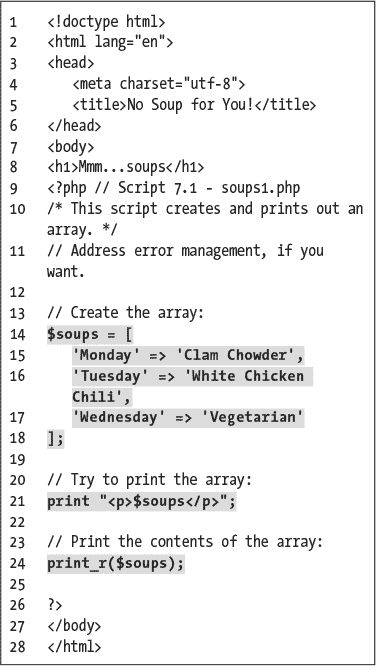 1 <!doctype html>
2 <html lang="en">
3 <head>
4 <meta charset="utf-8">
5 <title>No Soup for You!</title>
6 </head>
7 <body>
8 <h1>Mmm...soups</h1>
9 <?php // Script 7.1 - soups1.php
10 /* This script creates and prints out an
array. */
11 // Address error management, if you
want.
12
13 // Create the array:
14 $soups = [
15 'Monday' => 'Clam Chowder',
16 'Tuesday' => 'White Chicken
Chili',
17 'Wednesday' => 'Vegetarian'
18 ];
19
20 // Try to print the array:
21 print "<p>$soups</p>";
22
23 // Print the contents of the array:
24 print_r($soups);
25
26 ?>
27 </body>
28 </html>